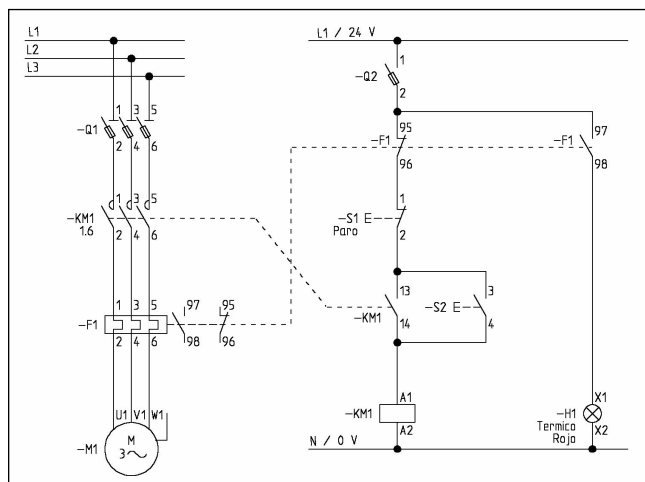 L1
L2
L3
-Q1
1 3 5
2 4 6
-KM1
1.6
1 3 5
2 4 6
-F1
1 3 5
2 4 6
97
98
95
96
U1 V1 W1
-M1
M
3
L1 / 24 V
-Q2
1
2
-F1
95
96
-F1
97
98
-S1 E
Paro
1
2
-KM1
13
14
-S2 E
3
4
-KM1
A1
A2
-H1
Termico
Rojo
X1
X2
N / 0 V